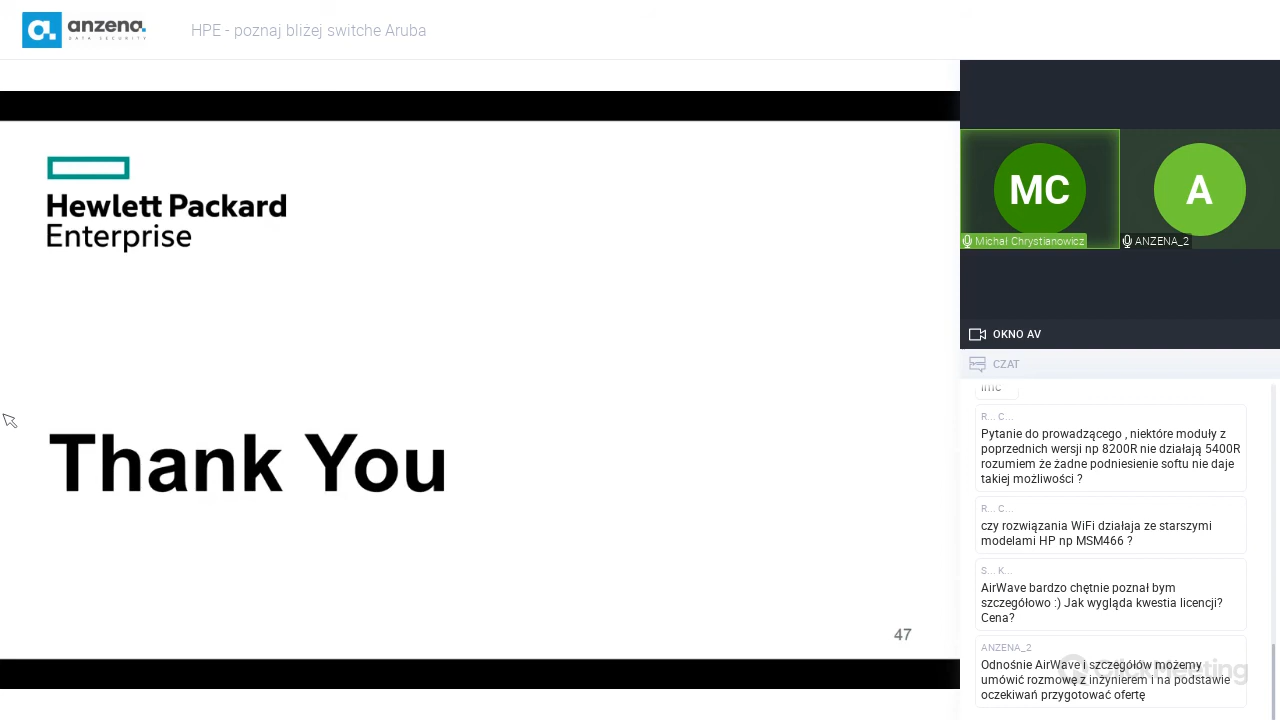 a. anzena.
DATA SECURITY
HPE - poznaj bliżej switche Aruba
Hewlett Packard
Enterprise
Thank You
47
MC
A
Michał Chrystianowicz
ANZENA_2
OKNO AV
CZAT
R... C...
Pytanie do prowadzącego , niektóre moduły z
poprzednich wersji np 8200R nie działają 5400R
rozumiem że żadne podniesienie softu nie daje
takiej możliwości ?
R... C...
czy rozwiązania WiFi działaja ze starszymi
modelami HP np MSM466 ?
S... K...
AirWave bardzo chętnie poznał bym
szczegółowo :) Jak wygląda kwestia licencji?
Cena?
ANZENA_2
Odnośnie AirWave i szczegółów możemy
umówić rozmowę z inżynierem i na podstawie
oczekiwań przygotować ofertę
ClickMeeting